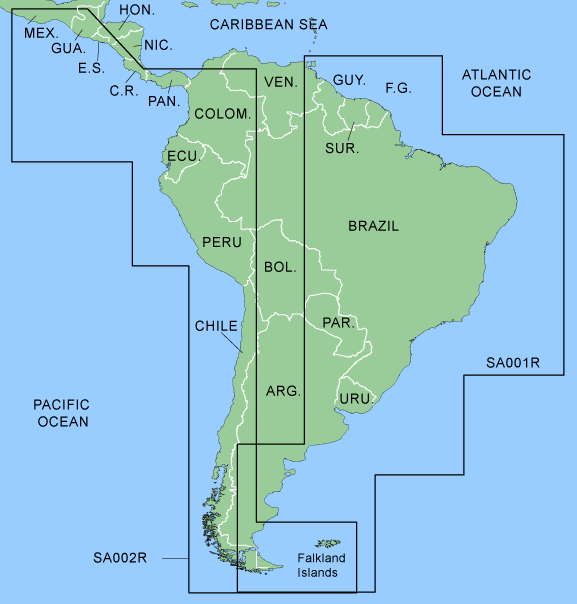 CARIBBEAN SEA
HON.
MEX.
GUA.
NIC.
E.S.
C.R.
PAN.
VEN.
GUY.
F.G.
ATLANTIC
OCEAN
COLOM.
SUR.
ECU.
BRAZIL
PERU
BOL.
CHILE
PAR.
SA001R
ARG.
URU.
PACIFIC
OCEAN
SA002R
Falkland
Islands